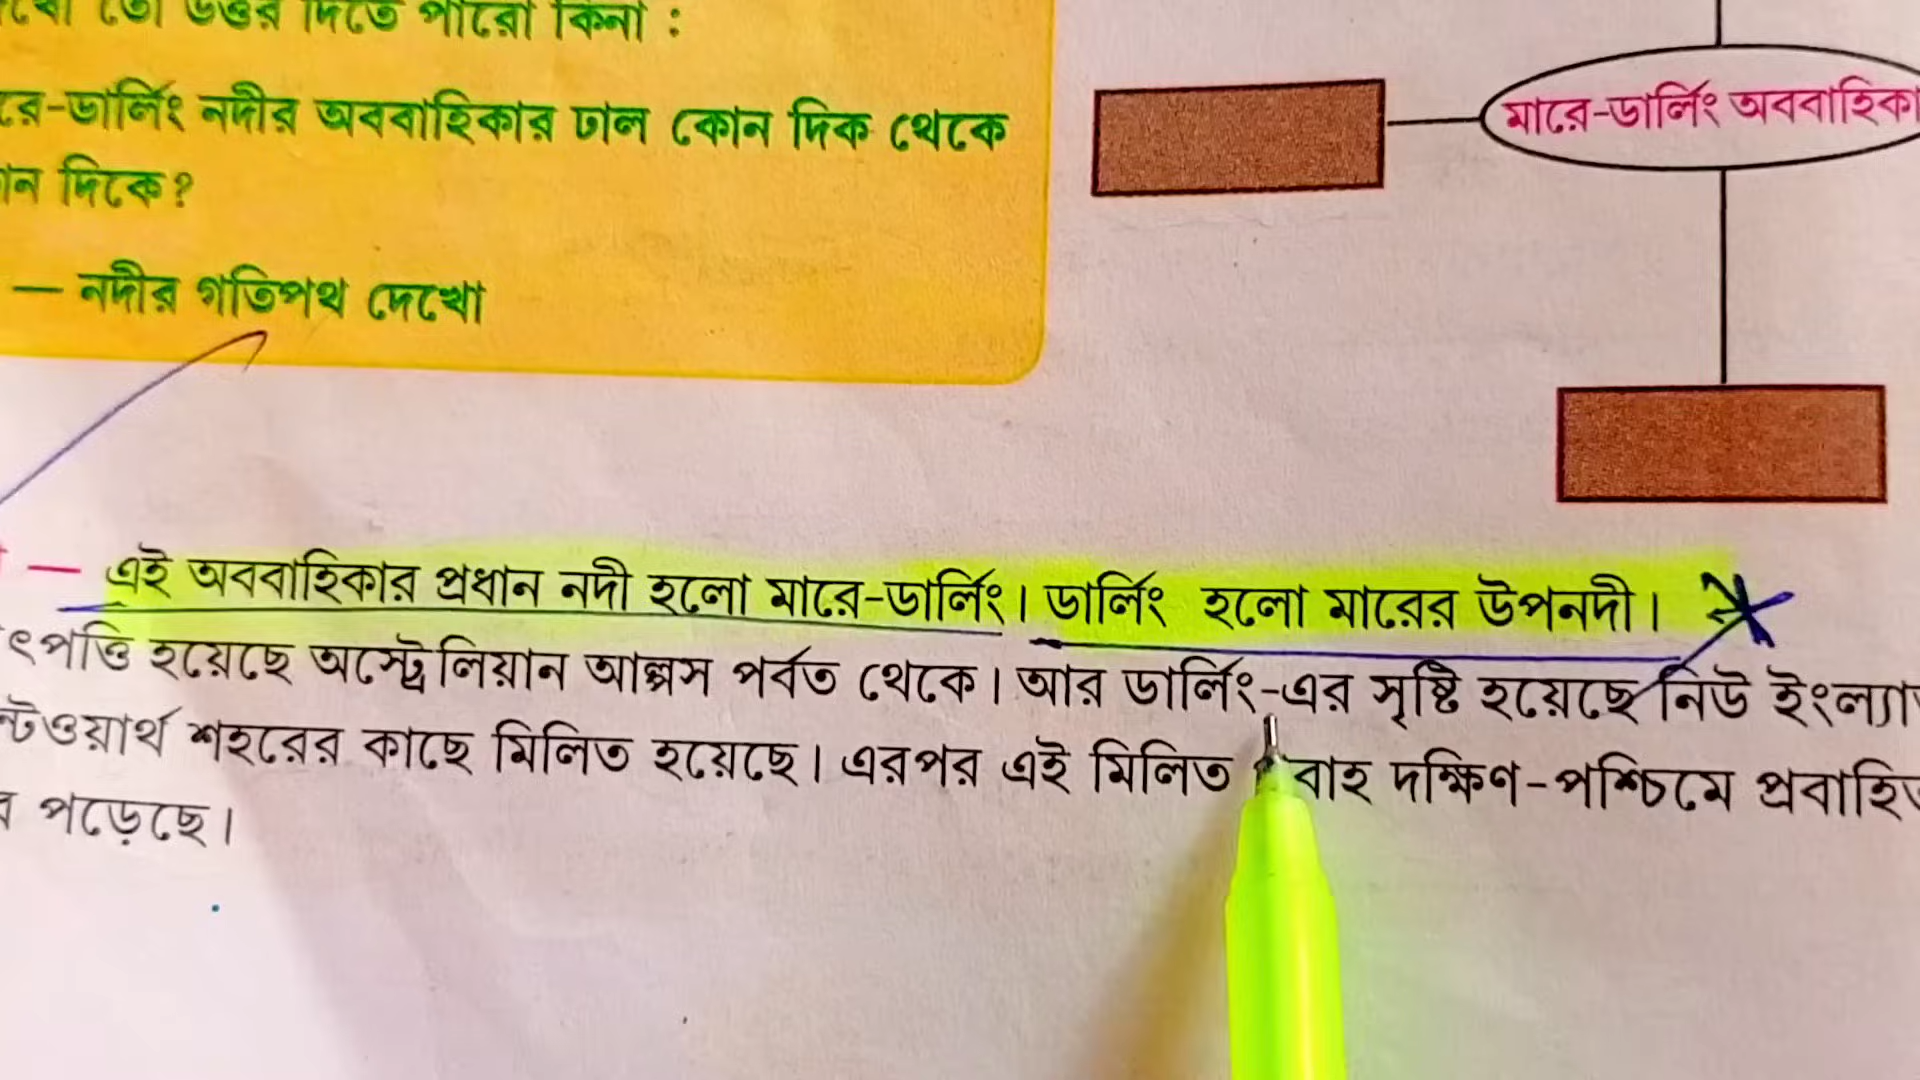 উত্তর দিতে পারো কিনা :
রে-ডার্লিং নদীর অববাহিকার ঢাল কোন দিক থেকে
দিকে?
— নদীর গতিপথ দেখো
মারে-ডার্লিং অববাহিকা
— এই অববাহিকার প্রধান নদী হলো মারে-ডার্লিং। ডার্লিং হলো মারের উপনদী।
ৎপত্তি হয়েছে অস্ট্রেলিয়ান আল্পস পর্বত থেকে। আর ডার্লিং-এর সৃষ্টি হয়েছে নিউ ইংল্যা
ন্টওয়ার্থ শহরের কাছে মিলিত হয়েছে। এরপর এই মিলিত বাহ দক্ষিণ-পশ্চিমে প্রবাহি
পড়েছে।